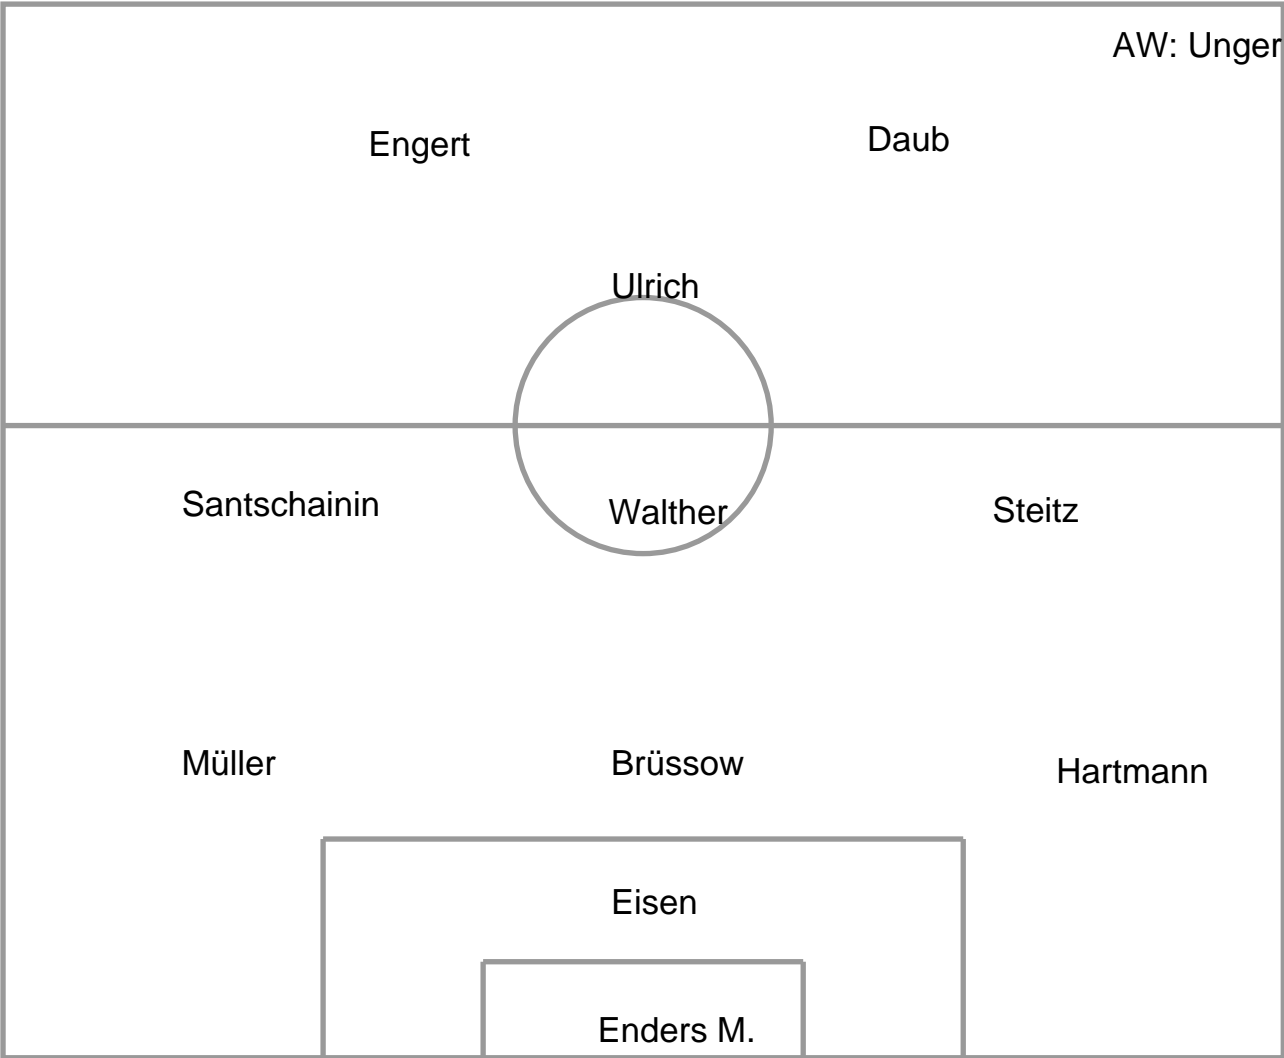 AW: Unger
Engert
Daub
Ulrich
Santschainin
Walther
Steitz
Müller
Brüssow
Hartmann
Eisen
Enders M.